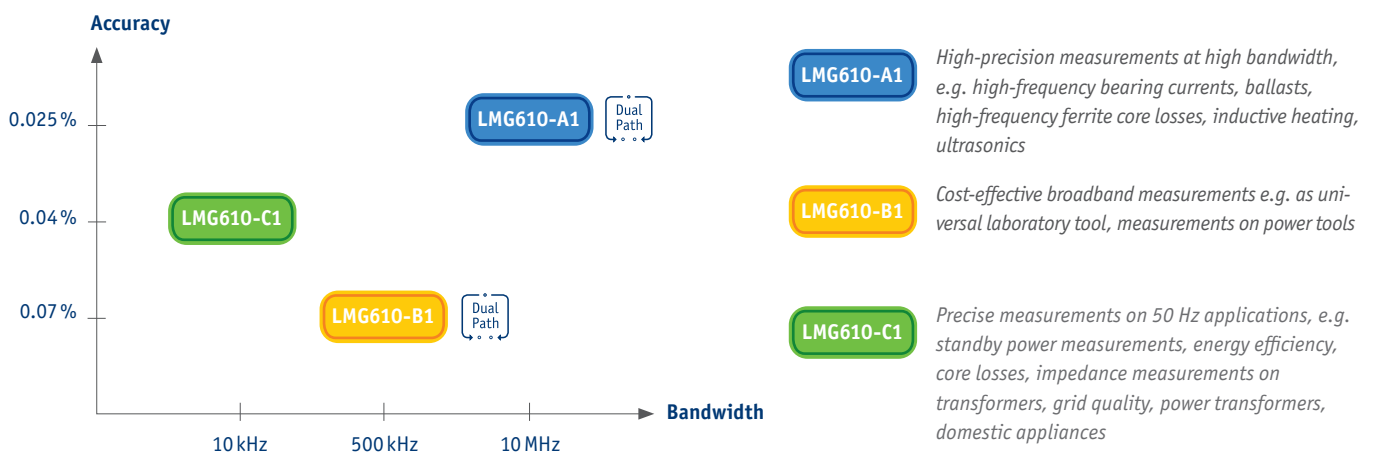 Accuracy
0.025 %
0.04 %
0.07 %
LMG610-A1
Dual
Path
LMG610-C1
LMG610-B1
Dual
Path
Bandwidth
10 kHz
500 kHz
10 MHz
LMG610-A1
High-precision measurements at high bandwidth,
e.g. high-frequency bearing currents, ballasts,
high-frequency ferrite core losses, inductive heating,
ultrasonics
LMG610-B1
Cost-effective broadband measurements e.g. as uni-
versal laboratory tool, measurements on power tools
LMG610-C1
Precise measurements on 50 Hz applications, e.g.
standby power measurements, energy efficiency,
core losses, impedance measurements on
transformers, grid quality, power transformers,
domestic appliances